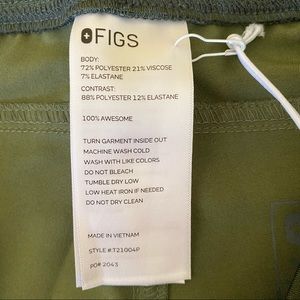 FIGS
BODY:
72% POLYESTER 21% VISCOSE
7% ELASTANE
CONTRAST:
88% POLYESTER 12% ELASTANE
100% AWESOME
TURN GARMENT INSIDE OUT
MACHINE WASH COLD
WASH WITH LIKE COLORS
DO NOT BLEACH
TUMBLE DRY LOW
LOW HEAT IRON IF NEEDED
DO NOT DRY CLEAN
MADE IN VIETNAM
STYLE #:T21004P
PO# 2043